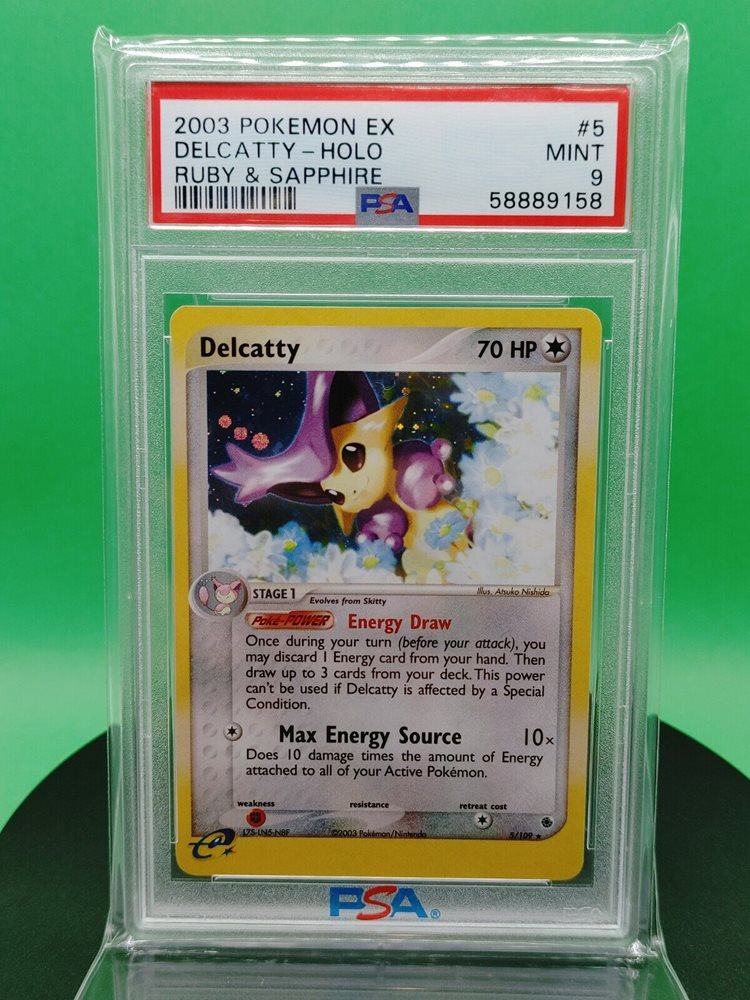 2003 POKEMON EX #5
DELCATTY – HOLO MINT
RUBY & SAPPHIRE 9
PSA 58889158
Delcatty 70 HP
STAGE 1 Evolves from Skitty Illus. Atsuko Nishida
Poké-POWER Energy Draw
Once during your turn (before your attack), you
may discard 1 Energy card from your hand. Then
draw up to 3 cards from your deck. This power
can't be used if Delcatty is affected by a Special
Condition.
Max Energy Source 10×
Does 10 damage times the amount of Energy
attached to all of your Active Pokémon.
weakness resistance retreat cost
L7S-LN5-N8F ©2003 Pokémon/Nintendo 5/109 ★
e
PSA®